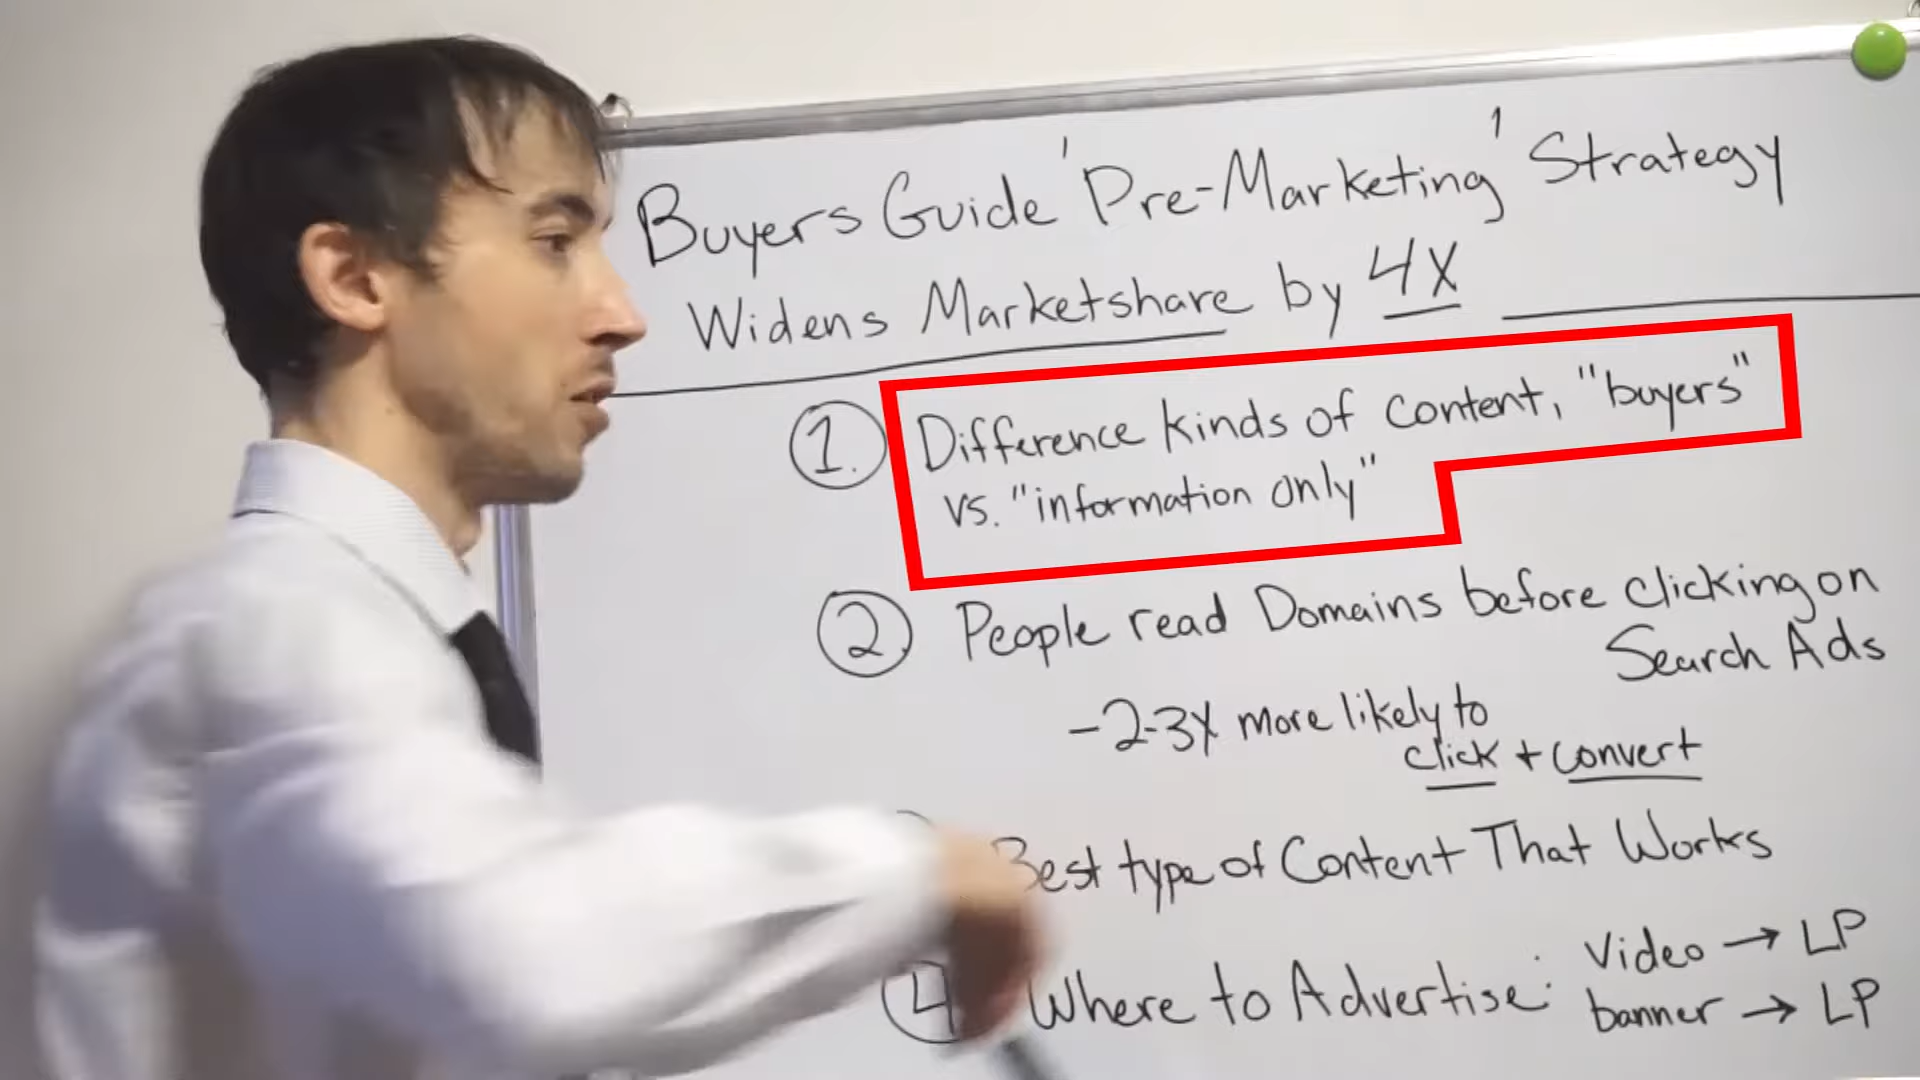 Buyers Guide 'Pre-Marketing' Strategy
Widens Marketshare by 4X
1. Difference kinds of content, "buyers"
vs. "information only"
2. People read Domains before clicking on
Search Ads
-2-3X more likely to
click + convert
Best type of Content That Works
4 Where to Advertise: Video → LP
banner → LP